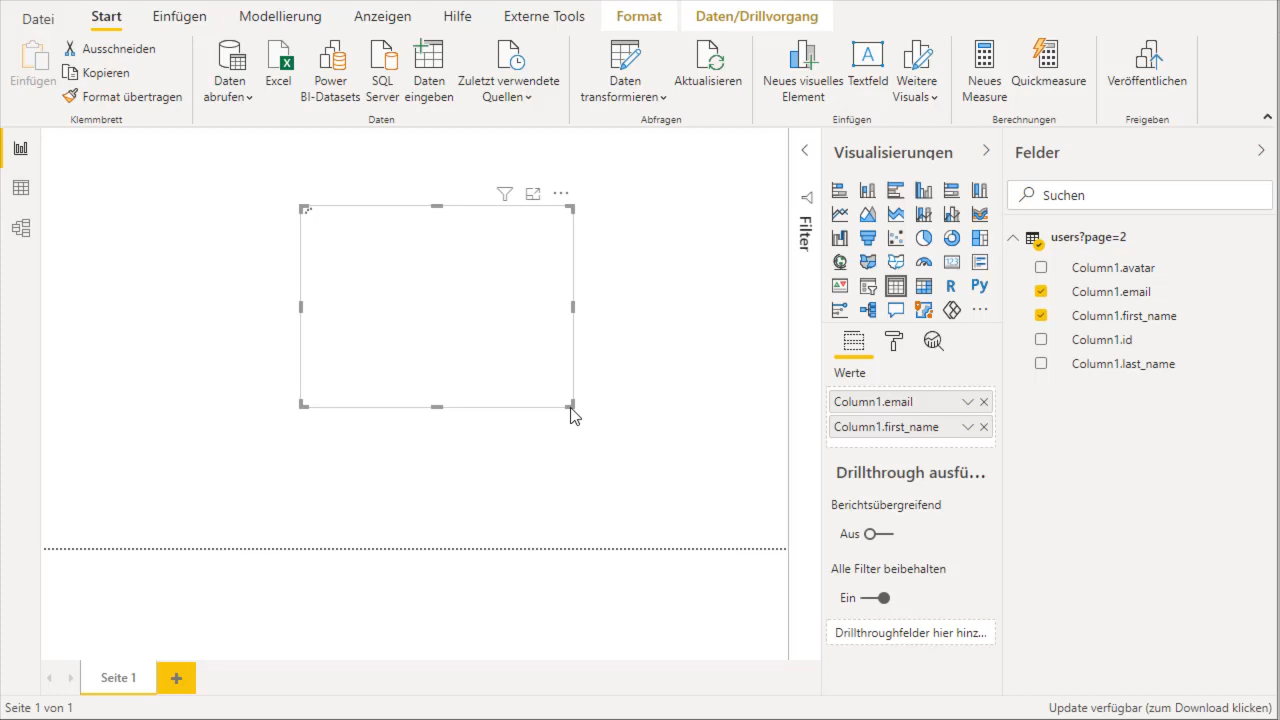 Datei Start Einfügen Modellierung Anzeigen Hilfe Externe Tools Format Daten/Drillvorgang
Einfügen
Ausschneiden
Kopieren
Format übertragen
Klemmbrett
Daten
abrufen
Excel
Power
BI-Datasets
SQL
Server
Daten
eingeben
Zuletzt verwendete
Quellen
Daten
Daten
transformieren
Aktualisieren
Abfragen
Neues visuelles
Element
Textfeld
Weitere
Visuals
Einfügen
Neues
Measure
Quickmeasure
Berechnungen
Veröffentlichen
Freigeben
Filter
Visualisierungen
R
Py
Werte
Column1.email
Column1.first_name
Drillthrough ausfü...
Berichtsübergreifend
Aus
Alle Filter beibehalten
Ein
Drillthroughfelder hier hinz...
Felder
Suchen
users?page=2
Column1.avatar
Column1.email
Column1.first_name
Column1.id
Column1.last_name
Seite 1
Seite 1 von 1
Update verfügbar (zum Download klicken)